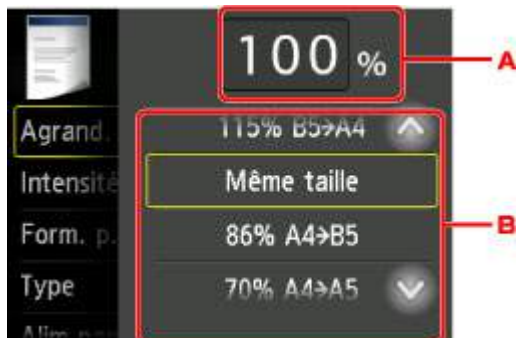 100 %
A
Agrand.
115% B5→A4
Intensité
Même taille
Form. p.
86% A4→B5
B
Type
70% A4→A5